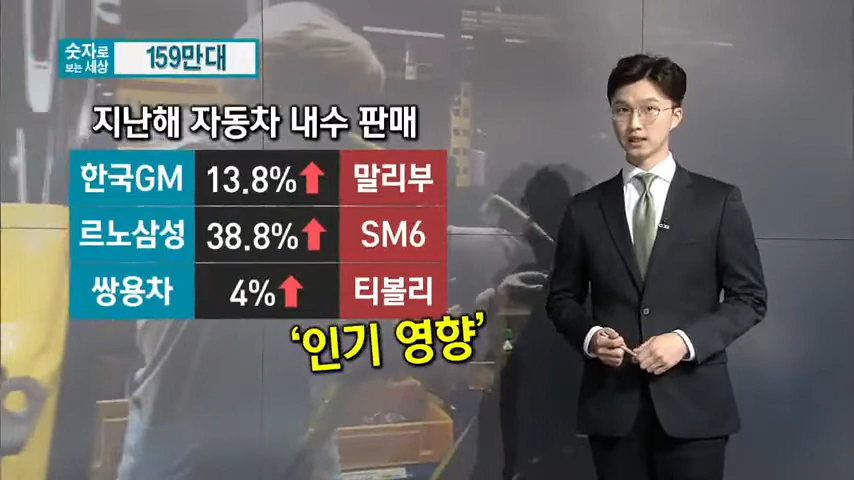 숫자로
보는 세상
159만대
지난해 자동차 내수 판매
한국GM 13.8% 말리부
르노삼성 38.8% SM6
쌍용차 4% 티볼리
‘인기 영향’